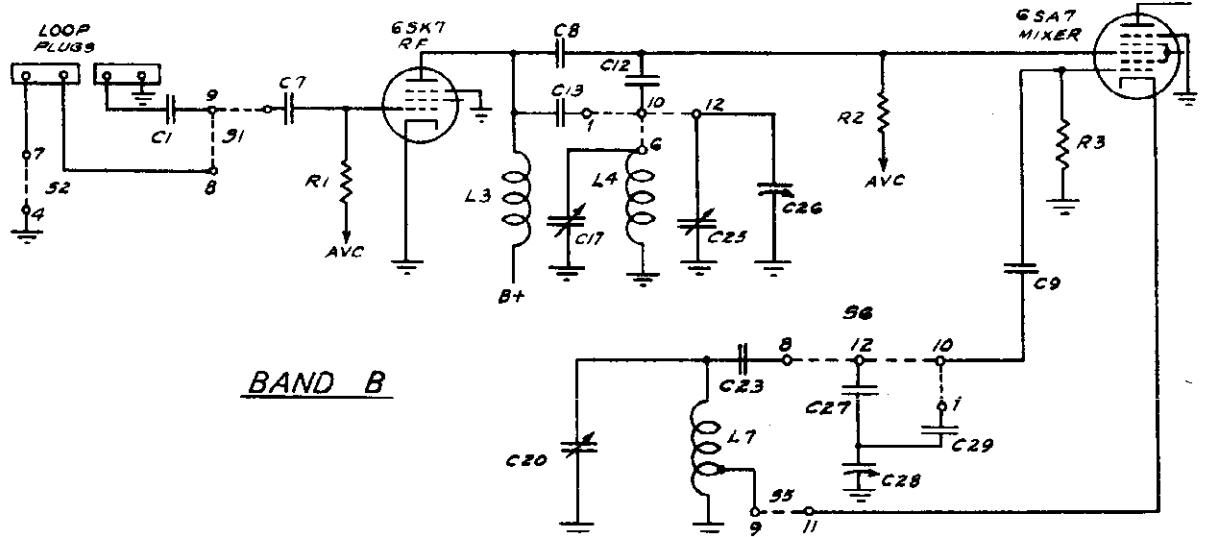 LOOP
PLUGS
6SK7
RF
6SA7
MIXER
C8
C7
C12
C13
9
10
12
1
C1
S1
6
7
8
S2
4
R1
L3
L4
R2
R3
C17
C25
C26
AVC
AVC
B+
C9
S6
8
12
10
BAND B
C23
C27
1
L7
C29
C20
C28
S5
9
11